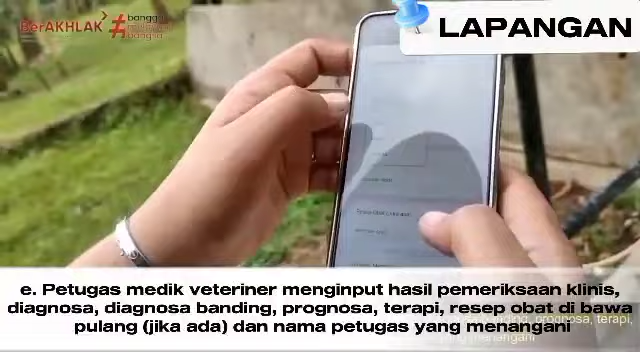 BerAKHLAK
#
bangga
melayani
bangsa
LAPANGAN
e. Petugas medik veteriner menginput hasil pemeriksaan klinis,
diagnosa, diagnosa banding, prognosa, terapi, resep obat di bawa
pulang (jika ada) dan nama petugas yang menangani